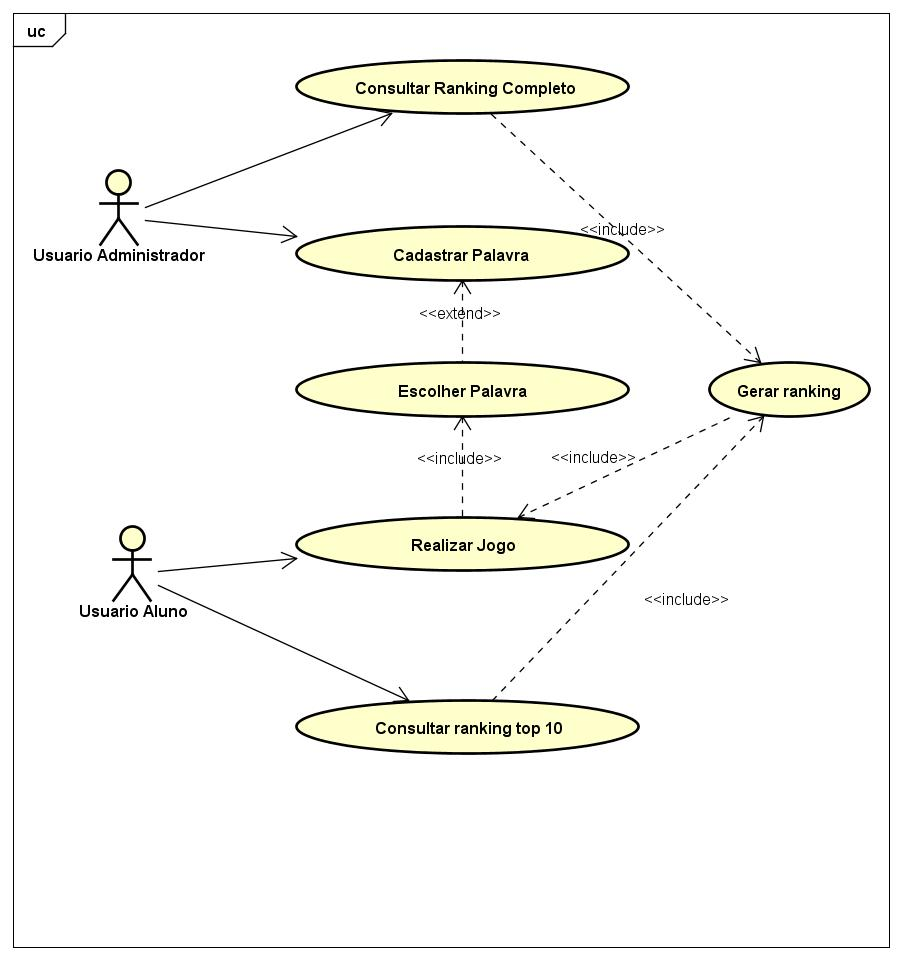 uc
Consultar Ranking Completo
<<include>>
Usuario Administrador
Cadastrar Palavra
<<extend>>
Escolher Palavra
Gerar ranking
<<include>>
<<include>>
Realizar Jogo
Usuario Aluno
<<include>>
Consultar ranking top 10